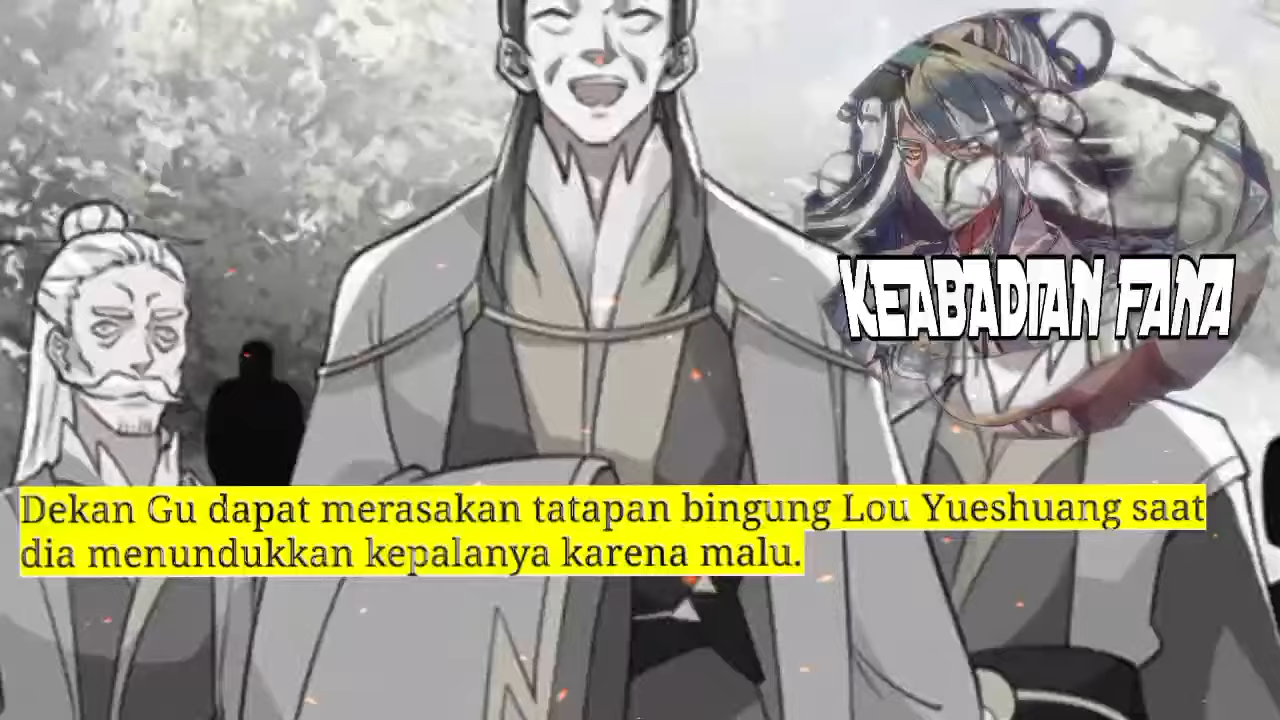 KEABADIAN FANA
Dekan Gu dapat merasakan tatapan bingung Lou Yueshuang saat
dia menundukkan kepalanya karena malu.